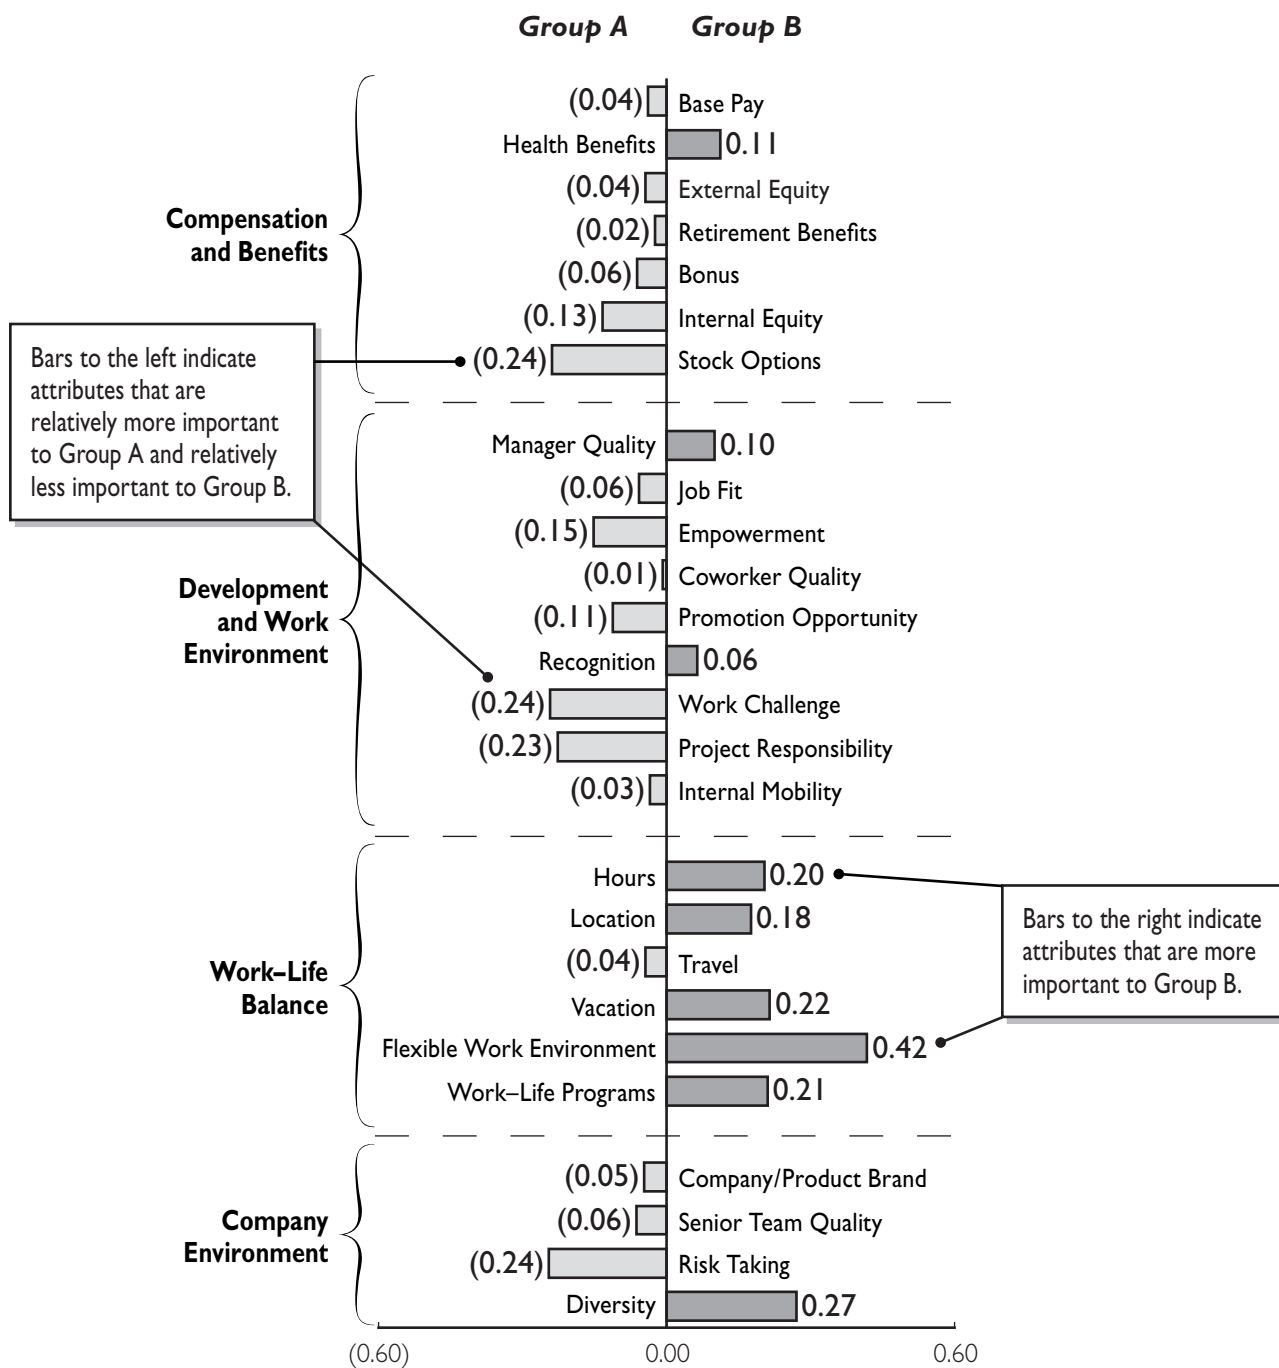 Group A Group B
(0.04) Base Pay
Health Benefits 0.11
(0.04) External Equity
Compensation
and Benefits
(0.02) Retirement Benefits
(0.06) Bonus
(0.13) Internal Equity
(0.24) Stock Options
Bars to the left indicate
attributes that are
relatively more important
to Group A and relatively
less important to Group B.
Manager Quality 0.10
(0.06) Job Fit
(0.15) Empowerment
(0.01) Coworker Quality
Development
and Work
Environment
(0.11) Promotion Opportunity
Recognition 0.06
(0.24) Work Challenge
(0.23) Project Responsibility
(0.03) Internal Mobility
Hours 0.20
Location 0.18
Bars to the right indicate
attributes that are more
important to Group B.
Work–Life
Balance
(0.04) Travel
Vacation 0.22
Flexible Work Environment 0.42
Work–Life Programs 0.21
(0.05) Company/Product Brand
Company
Environment
(0.06) Senior Team Quality
(0.24) Risk Taking
Diversity 0.27
(0.60) 0.00 0.60